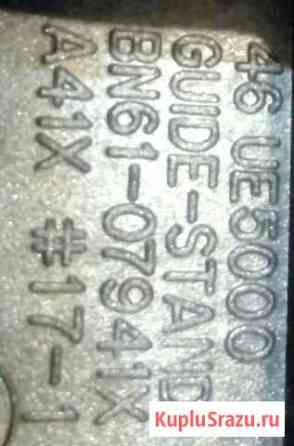 46 UE5000
GUIDE-STAND
BN61-07941X
A41X #17-1
KupluSrazu.ru